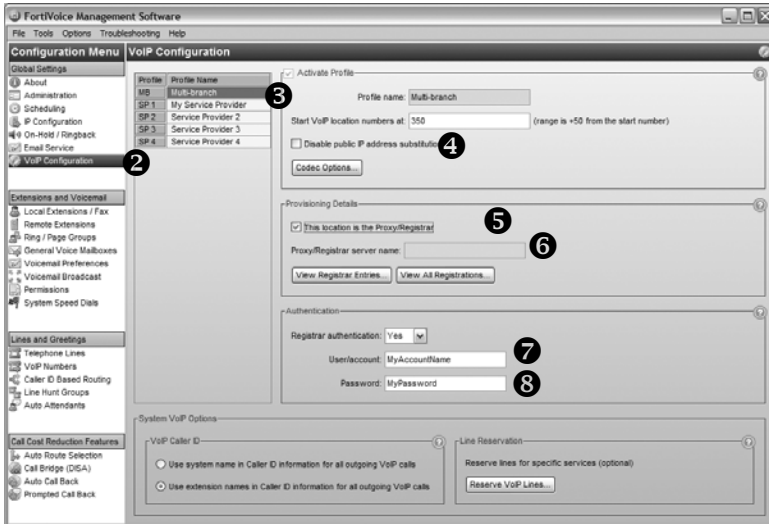 FortiVoice Management Software
File Tools Options Troubleshooting Help
Configuration Menu
VoIP Configuration
Global Settings
About
Administration
Scheduling
IP Configuration
On-Hold / Ringback
Email Service
VoIP Configuration
2
Extensions and Voicemail
Local Extensions / Fax
Remote Extensions
Ring / Page Groups
General Voice Mailboxes
Voicemail Preferences
Voicemail Broadcast
Permissions
System Speed Dials
Lines and Greetings
Telephone Lines
VoIP Numbers
Caller ID Based Routing
Line Hunt Groups
Auto Attendants
Call Cost Reduction Features
Auto Route Selection
Call Bridge (DISA)
Auto Call Back
Prompted Call Back
Profile Profile Name
MB Multi-branch
SP 1 My Service Provider
SP 2 Service Provider 2
SP 3 Service Provider 3
SP 4 Service Provider 4
3
Activate Profile
Profile name: Multi-branch
Start VoIP location numbers at: 350 (range is +50 from the start number)
Disable public IP address substitution 4
Codec Options...
Provisioning Details
This location is the Proxy/Registrar 5
Proxy/Registrar server name: 6
View Registrar Entries... View All Registrations...
Authentication
Registrar authentication: Yes
User/account: MyAccountName 7
Password: MyPassword 8
System VoIP Options
VoIP Caller ID
Use system name in Caller ID information for all outgoing VoIP calls
Use extension names in Caller ID information for all outgoing VoIP calls
Line Reservation
Reserve lines for specific services (optional)
Reserve VoIP Lines...